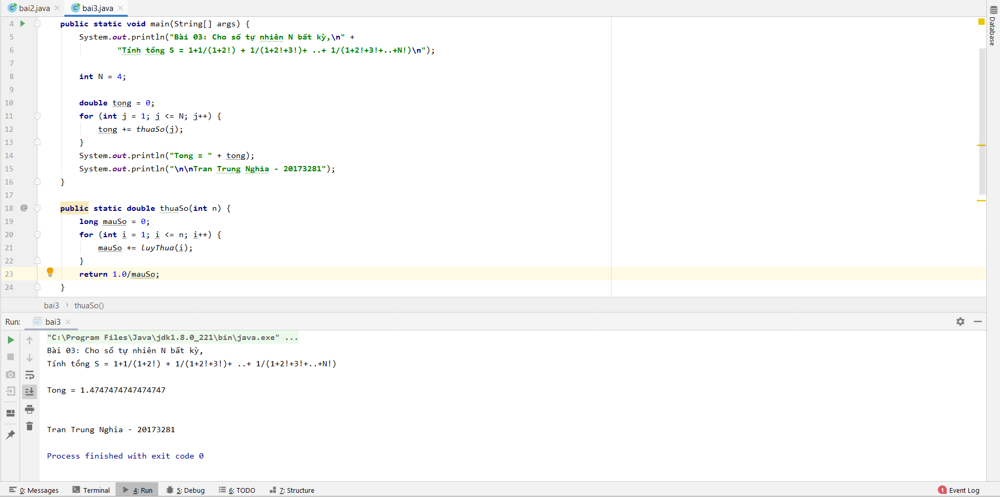 bai2.java bai3.java
Database
4 public static void main(String[] args) {
5 System.out.println("Bài 03: Cho số tự nhiên N bất kỳ,\n" +
6 "Tính tổng S = 1+1/(1+2!) + 1/(1+2!+3!)+ ..+ 1/(1+2!+3!+..+N!)\n");
7
8 int N = 4;
9
10 double tong = 0;
11 for (int j = 1; j <= N; j++) {
12 tong += thuaSo(j);
13 }
14 System.out.println("Tong = " + tong);
15 System.out.println("\n\nTran Trung Nghia - 20173281");
16 }
17
18 @ public static double thuaSo(int n) {
19 long mauSo = 0;
20 for (int i = 1; i <= n; i++) {
21 mauSo += luyThua(i);
22 }
23 return 1.0/mauSo;
24 }
bai3 › thuaSo()
Run: bai3
"C:\Program Files\Java\jdk1.8.0_221\bin\java.exe" ...
Bài 03: Cho số tự nhiên N bất kỳ,
Tính tổng S = 1+1/(1+2!) + 1/(1+2!+3!)+ ..+ 1/(1+2!+3!+..+N!)
Tong = 1.4747474747474747
Tran Trung Nghia - 20173281
Process finished with exit code 0
0: Messages Terminal 4: Run 5: Debug 6: TODO 7: Structure 1 Event Log